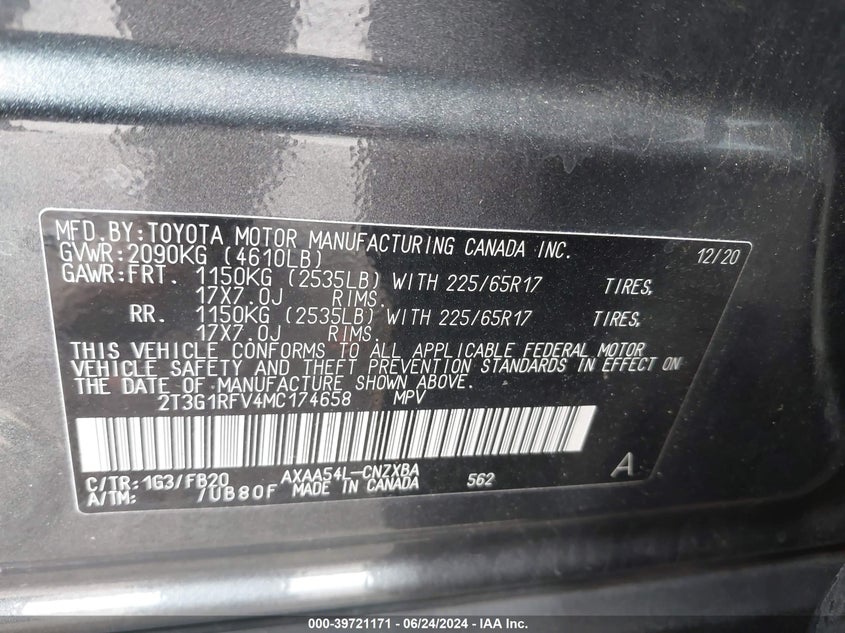 MFD. BY: TOYOTA MOTOR MANUFACTURING CANADA INC. 12/20
GVWR: 2090KG (4610LB)
GAWR: FRT. 1150KG (2535LB) WITH 225/65R17 TIRES,
17X7.0J RIMS.
RR. 1150KG (2535LB) WITH 225/65R17 TIRES,
17X7.0J RIMS.
THIS VEHICLE CONFORMS TO ALL APPLICABLE FEDERAL MOTOR
VEHICLE SAFETY AND THEFT PREVENTION STANDARDS IN EFFECT ON
THE DATE OF MANUFACTURE SHOWN ABOVE.
2T3G1RFV4MC174658 MPV
A
C/TR: 1G3/FB20 AXAA54L-CNZXBA 562
A/TM: /UB80F MADE IN CANADA
000-39721171 - 06/24/2024 - IAA Inc.